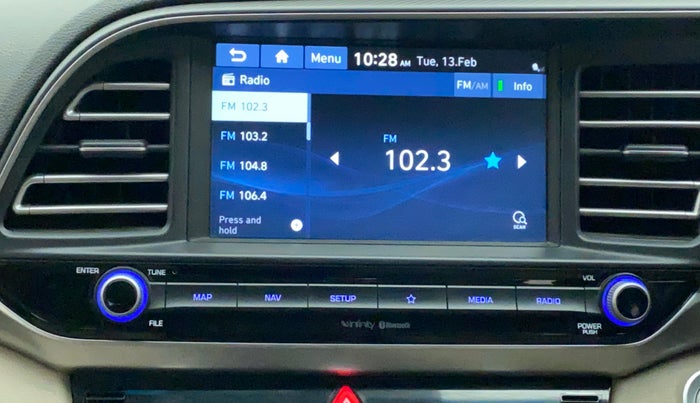 Menu 10:28 AM Tue, 13.Feb
Radio FM/AM Info
FM 102.3
FM 103.2
FM 104.8
FM 106.4
Press and
hold
FM
102.3
SCAN
ENTER TUNE VOL
MAP NAV SETUP MEDIA RADIO
FILE infinity Bluetooth POWER
PUSH